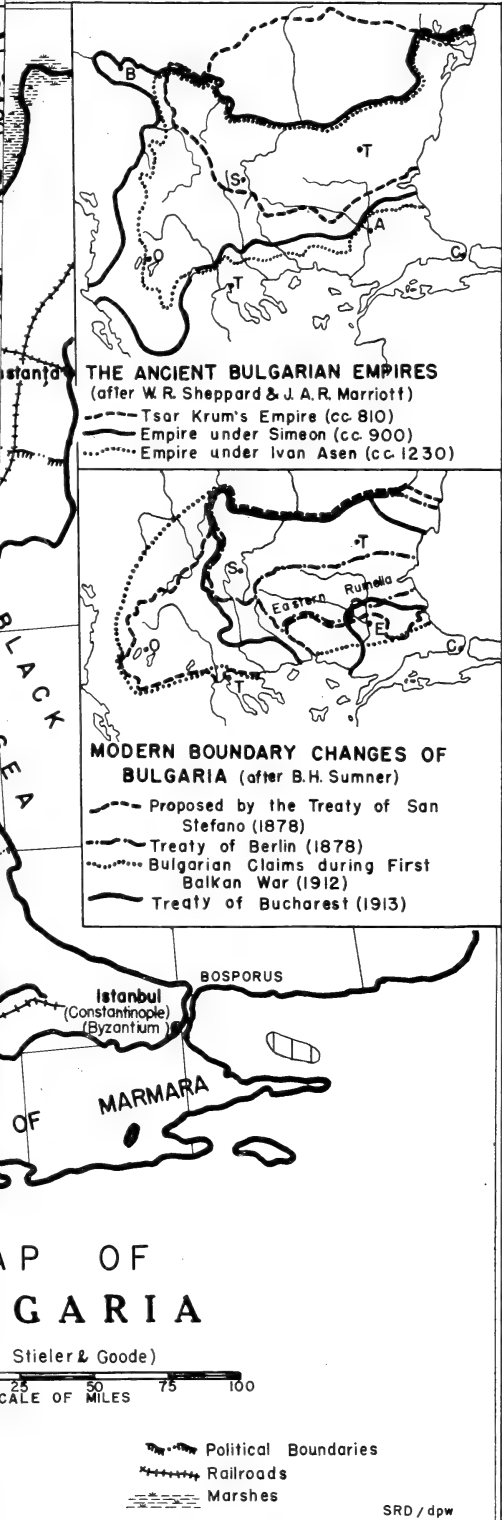 B
T
S
A
O
C
T
stanţa
THE ANCIENT BULGARIAN EMPIRES
(after W. R. Sheppard & J. A. R. Marriott)
Tsar Krum's Empire (cc. 810)
Empire under Simeon (cc. 900)
Empire under Ivan Asen (cc. 1230)
T
S
Eastern Rumelia
E
O
C
T
BLACK
SEA
MODERN BOUNDARY CHANGES OF
BULGARIA (after B. H. Sumner)
Proposed by the Treaty of San
Stefano (1878)
Treaty of Berlin (1878)
Bulgarian Claims during First
Balkan War (1912)
Treaty of Bucharest (1913)
BOSPORUS
Istanbul
(Constantinople)
(Byzantium)
OF MARMARA
AP OF
GARIA
Stieler & Goode)
25 50 75 100
SCALE OF MILES
Political Boundaries
Railroads
Marshes
SRD / dpw